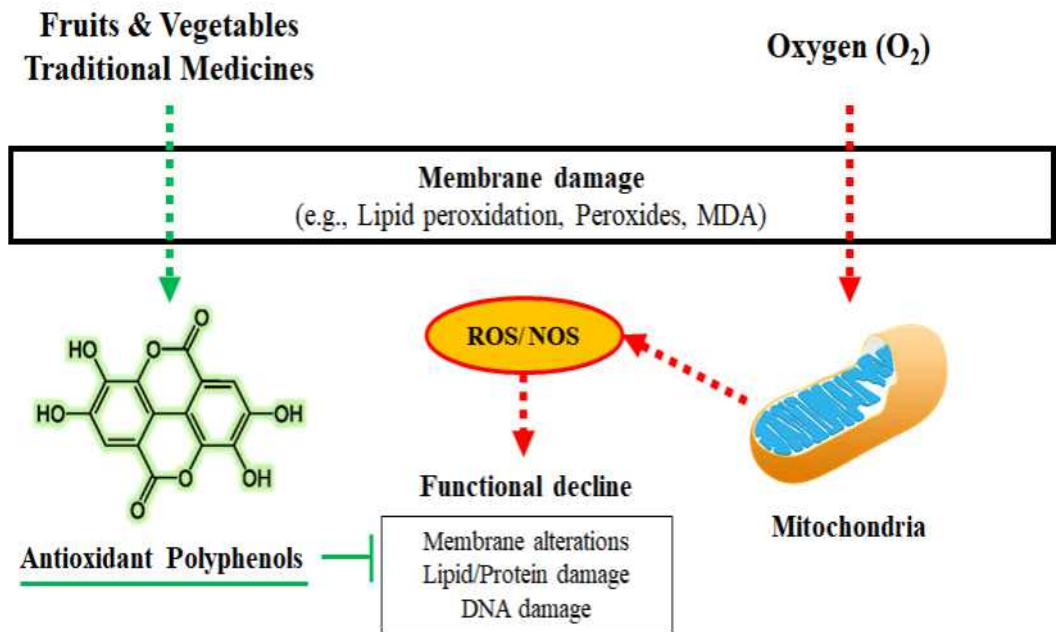 Fruits & Vegetables
Traditional Medicines
Oxygen (O₂)
Membrane damage
(e.g., Lipid peroxidation, Peroxides, MDA)
O
HO
O
HO
OH
O
OH
O
ROS/ NOS
Functional decline
Membrane alterations
Lipid/Protein damage
DNA damage
Antioxidant Polyphenols
Mitochondria